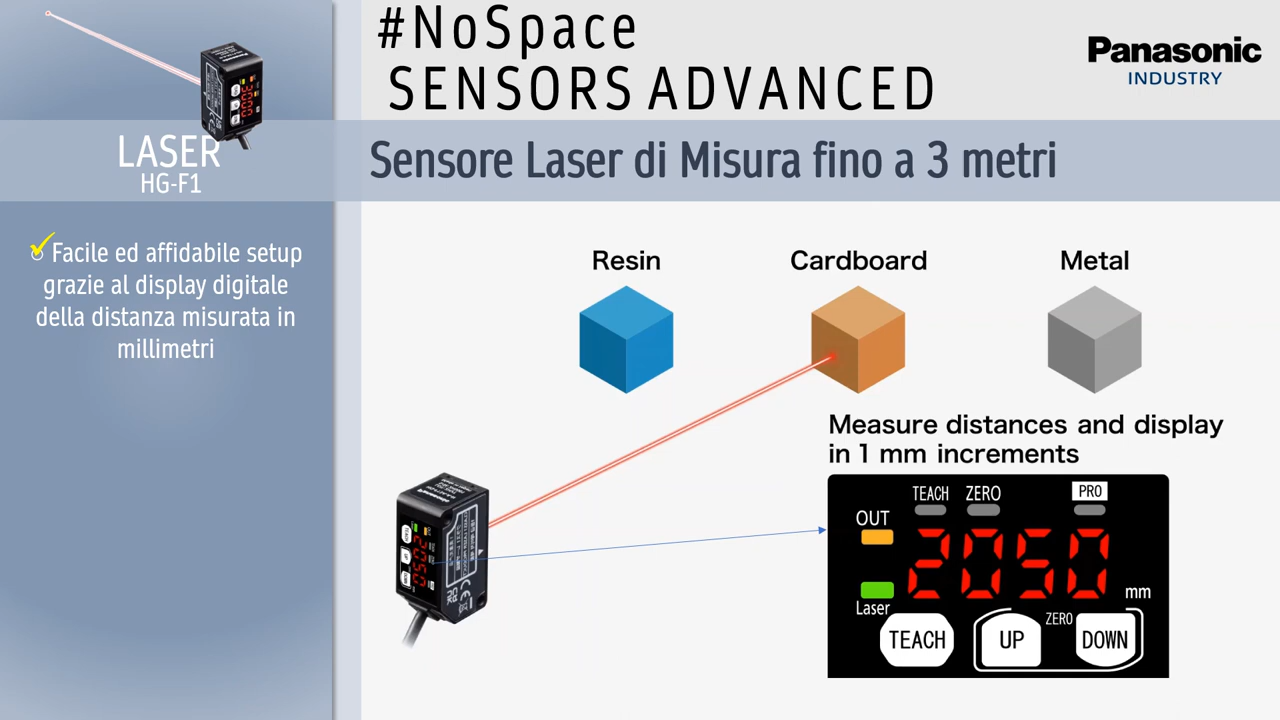 #NoSpace
SENSORS ADVANCED
Panasonic
INDUSTRY
LASER
HG-F1
Sensore Laser di Misura fino a 3 metri
Facile ed affidabile setup
grazie al display digitale
della distanza misurata in
millimetri
Resin
Cardboard
Metal
Measure distances and display
in 1 mm increments
TEACH
ZERO
PRO
OUT
2050
mm
Laser
ZERO
TEACH
UP
DOWN